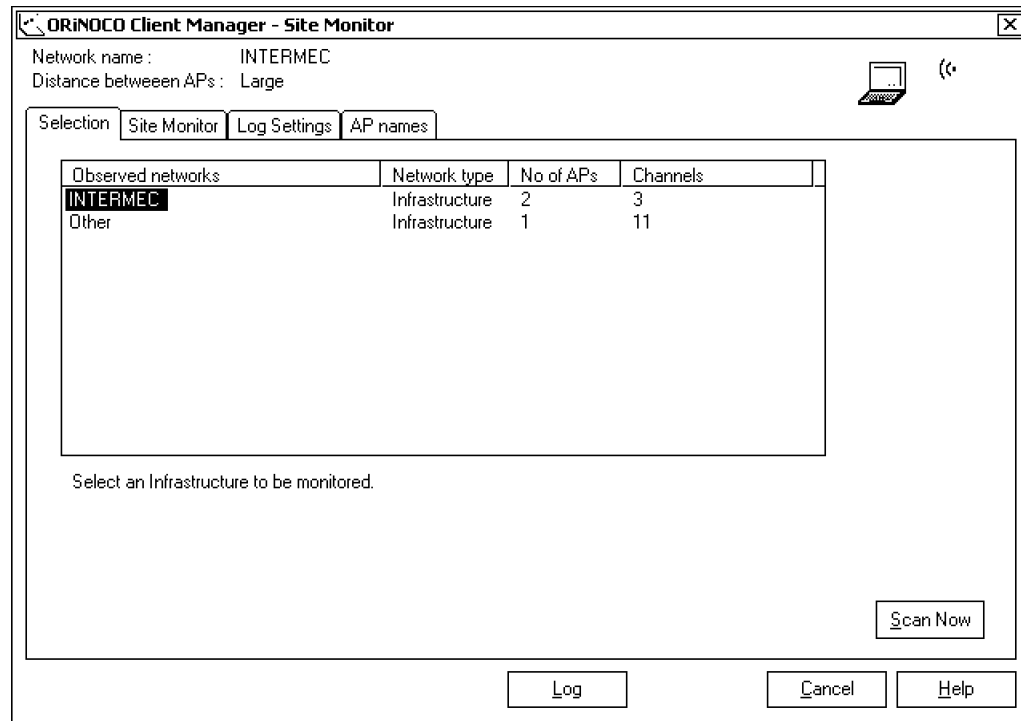 ORiNOCO Client Manager - Site Monitor
Network name : INTERMEC
Distance betweeen APs : Large
Selection Site Monitor Log Settings AP names
Observed networks Network type No of APs Channels
INTERMEC Infrastructure 2 3
Other Infrastructure 1 11
Select an Infrastructure to be monitored.
Scan Now
Log Cancel Help